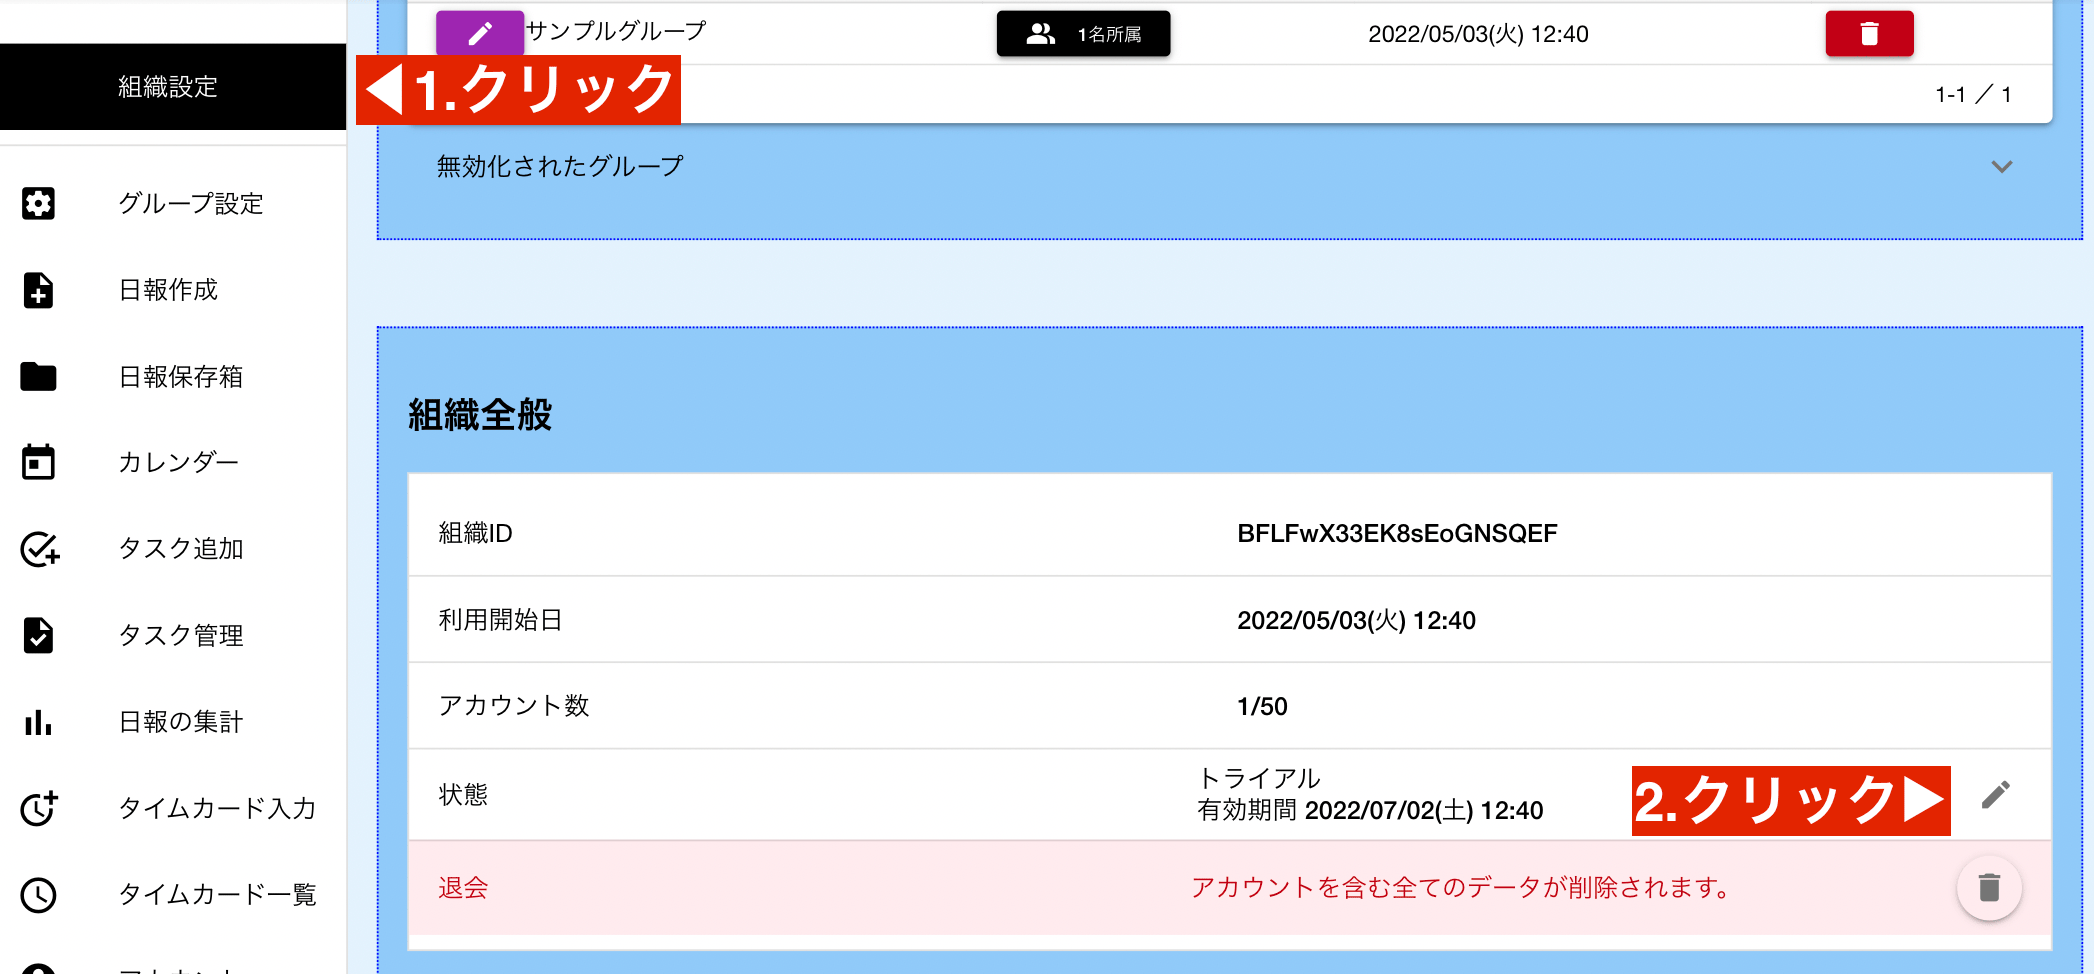 サンプルグループ
1名所属
2022/05/03(火) 12:40
組織設定
◀1.クリック
1-1 ／ 1
無効化されたグループ
グループ設定
日報作成
日報保存箱
カレンダー
タスク追加
タスク管理
日報の集計
タイムカード入力
タイムカード一覧
組織全般
組織ID
BFLFwX33EK8sEoGNSQEF
利用開始日
2022/05/03(火) 12:40
アカウント数
1/50
状態
トライアル
有効期間 2022/07/02(土) 12:40
2.クリック▶
退会
アカウントを含む全てのデータが削除されます。